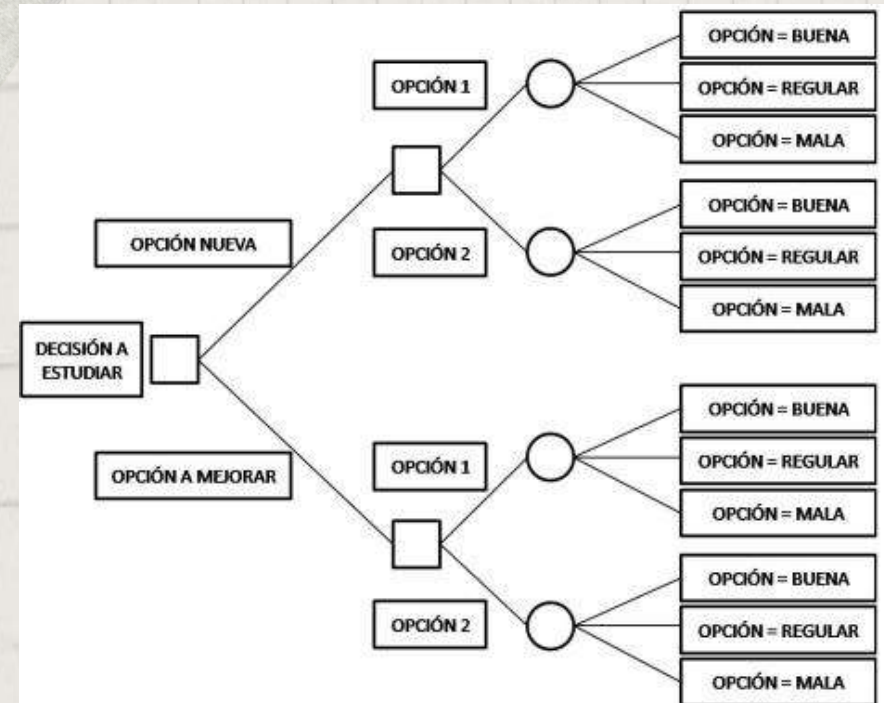 OPCIÓN = BUENA
OPCIÓN 1
OPCIÓN = REGULAR
OPCIÓN = MALA
OPCIÓN NUEVA
OPCIÓN = BUENA
OPCIÓN 2
OPCIÓN = REGULAR
OPCIÓN = MALA
DECISIÓN A
ESTUDIAR
OPCIÓN = BUENA
OPCIÓN A MEJORAR
OPCIÓN 1
OPCIÓN = REGULAR
OPCIÓN = MALA
OPCIÓN = BUENA
OPCIÓN 2
OPCIÓN = REGULAR
OPCIÓN = MALA